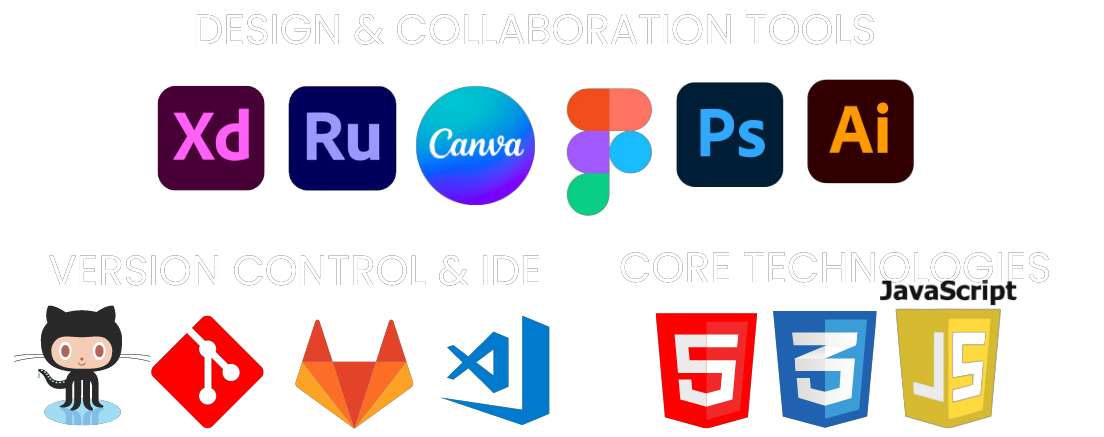 DESIGN & COLLABORATION TOOLS
Xd Ru Canva Ps Ai
VERSION CONTROL & IDE
CORE TECHNOLOGIES
JavaScript
5 3 JS